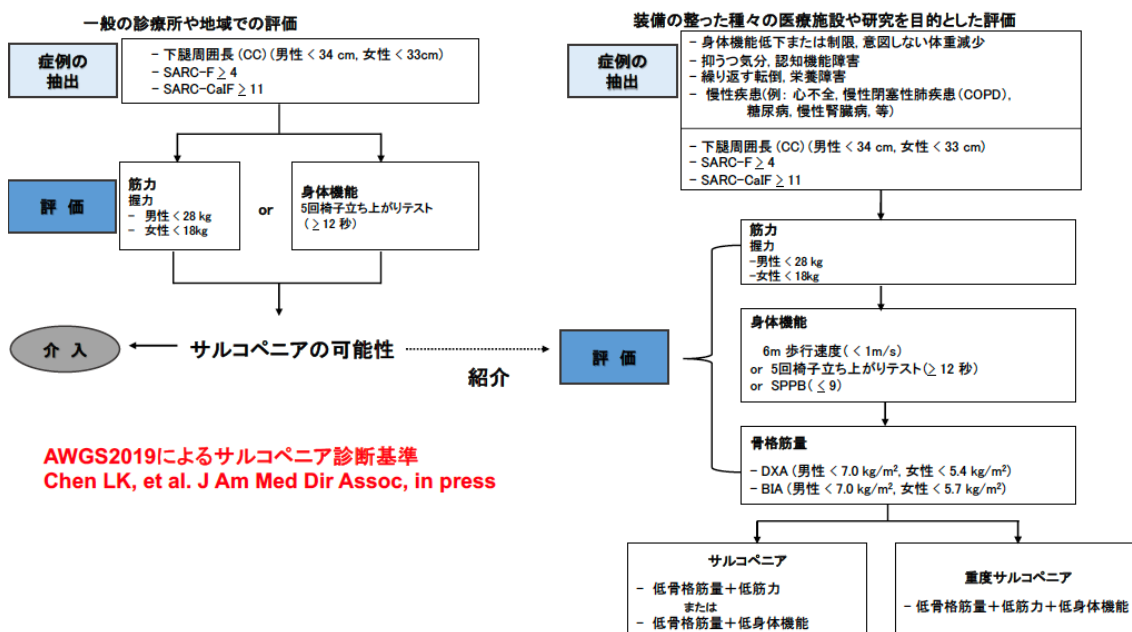 一般の診療所や地域での評価
症例の
抽出
- 下腿周囲長 (CC) (男性 < 34 cm, 女性 < 33cm)
- SARC-F ≥ 4
- SARC-CalF ≥ 11
評 価
筋力
握力
- 男性 < 28 kg
- 女性 < 18kg
or
身体機能
5回椅子立ち上がりテスト
( ≥ 12 秒)
介 入
サルコペニアの可能性
紹介
AWGS2019によるサルコペニア診断基準
Chen LK, et al. J Am Med Dir Assoc, in press
装備の整った種々の医療施設や研究を目的とした評価
症例の
抽出
- 身体機能低下または制限, 意図しない体重減少
- 抑うつ気分, 認知機能障害
- 繰り返す転倒, 栄養障害
- 慢性疾患(例: 心不全, 慢性閉塞性肺疾患(COPD),
糖尿病, 慢性腎臓病, 等)
- 下腿周囲長 (CC) (男性 < 34 cm, 女性 < 33 cm)
- SARC-F ≥ 4
- SARC-CalF ≥ 11
評 価
筋力
握力
-男性 < 28 kg
-女性 < 18kg
身体機能
6m 歩行速度( < 1m/s)
or 5回椅子立ち上がりテスト( ≥ 12 秒)
or SPPB( ≤ 9)
骨格筋量
- DXA (男性 < 7.0 kg/m², 女性 < 5.4 kg/m²)
- BIA (男性 < 7.0 kg/m², 女性 < 5.7 kg/m²)
サルコペニア
- 低骨格筋量+低筋力
または
- 低骨格筋量+低身体機能
重度サルコペニア
- 低骨格筋量+低筋力+低身体機能